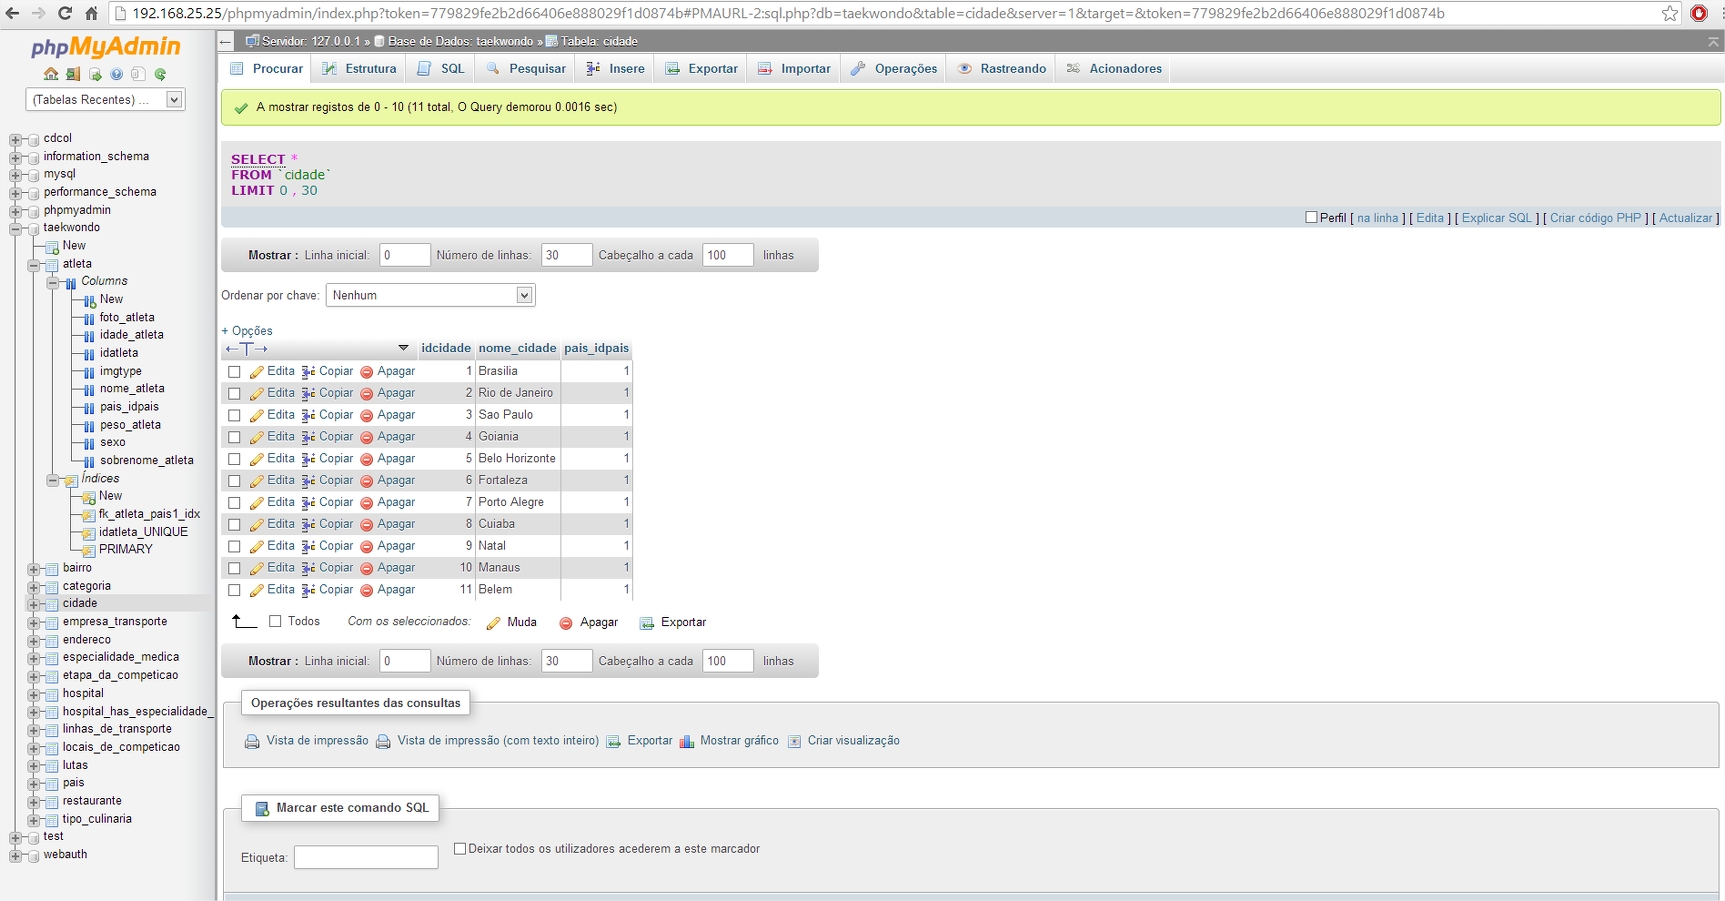 192.168.25.25/phpmyadmin/index.php?token=779829fe2b2d66406e888029f1d0874b#PMAURL-2:sql.php?db=taekwondo&table=cidade&server=1&target=&token=779829fe2b2d66406e888029f1d0874b
phpMyAdmin
(Tabelas Recentes) ...
cdcol
information_schema
mysql
performance_schema
phpmyadmin
taekwondo
New
atleta
Columns
New
foto_atleta
idade_atleta
idatleta
imgtype
nome_atleta
pais_idpais
peso_atleta
sexo
sobrenome_atleta
Índices
New
fk_atleta_pais1_idx
idatleta_UNIQUE
PRIMARY
bairro
categoria
cidade
empresa_transporte
endereco
especialidade_medica
etapa_da_competicao
hospital
hospital_has_especialidade_
linhas_de_transporte
locais_de_competicao
lutas
pais
restaurante
tipo_culinaria
test
webauth
Servidor: 127.0.0.1 » Base de Dados: taekwondo » Tabela: cidade
Procurar Estrutura SQL Pesquisar Insere Exportar Importar Operações Rastreando Acionadores
A mostrar registos de 0 - 10 (11 total, O Query demorou 0.0016 sec)
SELECT *
FROM `cidade`
LIMIT 0 , 30
Perfil [ na linha ] [ Edita ] [ Explicar SQL ] [ Criar código PHP ] [ Actualizar ]
Mostrar : Linha inicial: 0 Número de linhas: 30 Cabeçalho a cada 100 linhas
Ordenar por chave: Nenhum
+ Opções
←T→ idcidade nome_cidade pais_idpais
Edita Copiar Apagar 1 Brasilia 1
Edita Copiar Apagar 2 Rio de Janeiro 1
Edita Copiar Apagar 3 Sao Paulo 1
Edita Copiar Apagar 4 Goiania 1
Edita Copiar Apagar 5 Belo Horizonte 1
Edita Copiar Apagar 6 Fortaleza 1
Edita Copiar Apagar 7 Porto Alegre 1
Edita Copiar Apagar 8 Cuiaba 1
Edita Copiar Apagar 9 Natal 1
Edita Copiar Apagar 10 Manaus 1
Edita Copiar Apagar 11 Belem 1
Todos Com os seleccionados: Muda Apagar Exportar
Mostrar : Linha inicial: 0 Número de linhas: 30 Cabeçalho a cada 100 linhas
Operações resultantes das consultas
Vista de impressão Vista de impressão (com texto inteiro) Exportar Mostrar gráfico Criar visualização
Marcar este comando SQL
Etiqueta: Deixar todos os utilizadores acederem a este marcador